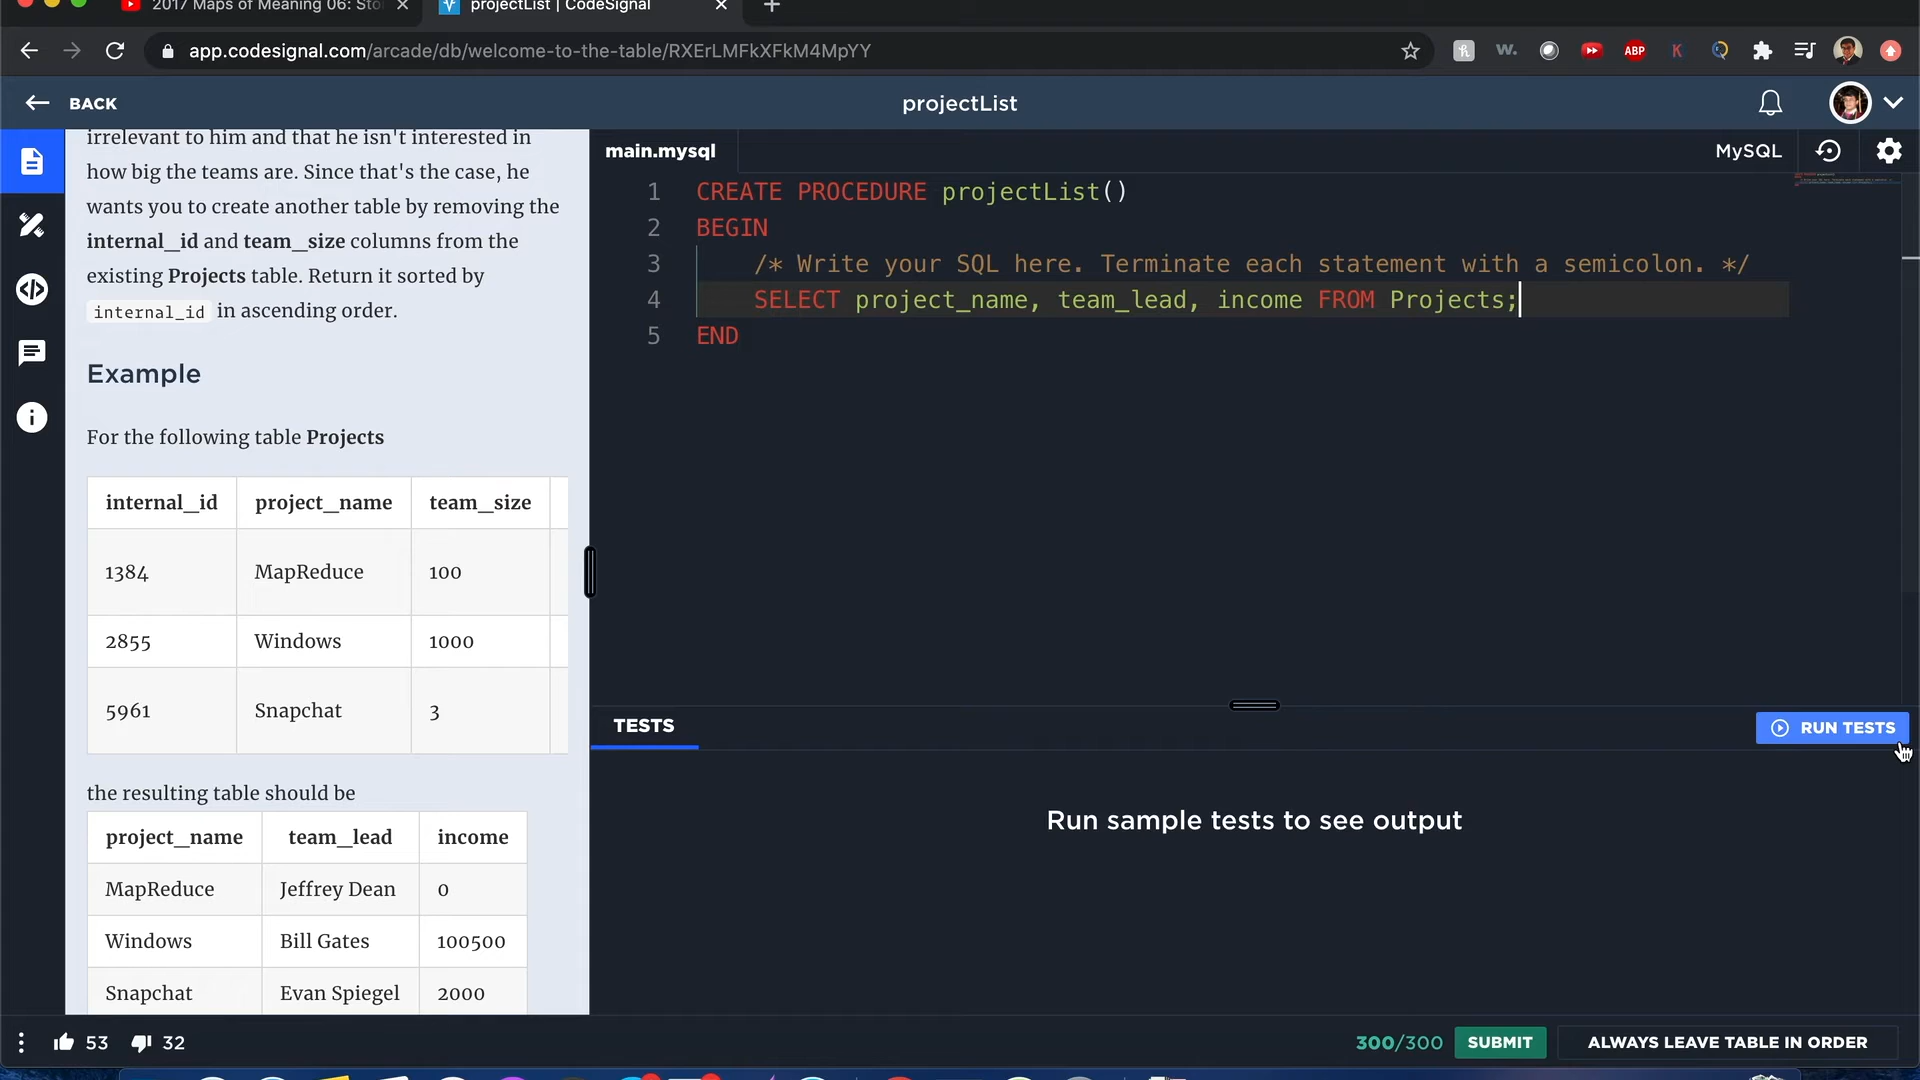 2017 Maps of Meaning 06: Sto
projectList | CodeSignal
app.codesignal.com/arcade/db/welcome-to-the-table/RXErLMFkXFkM4MpYY
w.
ABP
K
BACK
projectList
irrelevant to him and that he isn't interested in
how big the teams are. Since that's the case, he
wants you to create another table by removing the
internal_id and team_size columns from the
existing Projects table. Return it sorted by
internal_id in ascending order.
Example
For the following table Projects
internal_id project_name team_size
1384 MapReduce 100
2855 Windows 1000
5961 Snapchat 3
the resulting table should be
project_name team_lead income
MapReduce Jeffrey Dean 0
Windows Bill Gates 100500
Snapchat Evan Spiegel 2000
main.mysql
MySQL
1 CREATE PROCEDURE projectList()
2 BEGIN
3 /* Write your SQL here. Terminate each statement with a semicolon. */
4 SELECT project_name, team_lead, income FROM Projects;
5 END
TESTS
RUN TESTS
Run sample tests to see output
53 32
300/300
SUBMIT
ALWAYS LEAVE TABLE IN ORDER